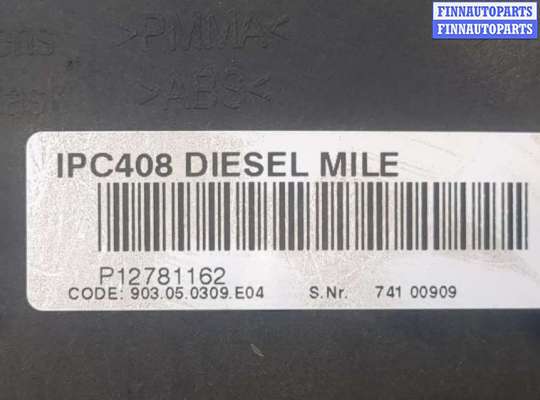 FINNAUTOPARTS
FINNAUTOPARTS
>PMMA<
>ABS<
IPC408 DIESEL MILE
P12781162
CODE: 903.05.0309.E04 S.Nr. 741 00909